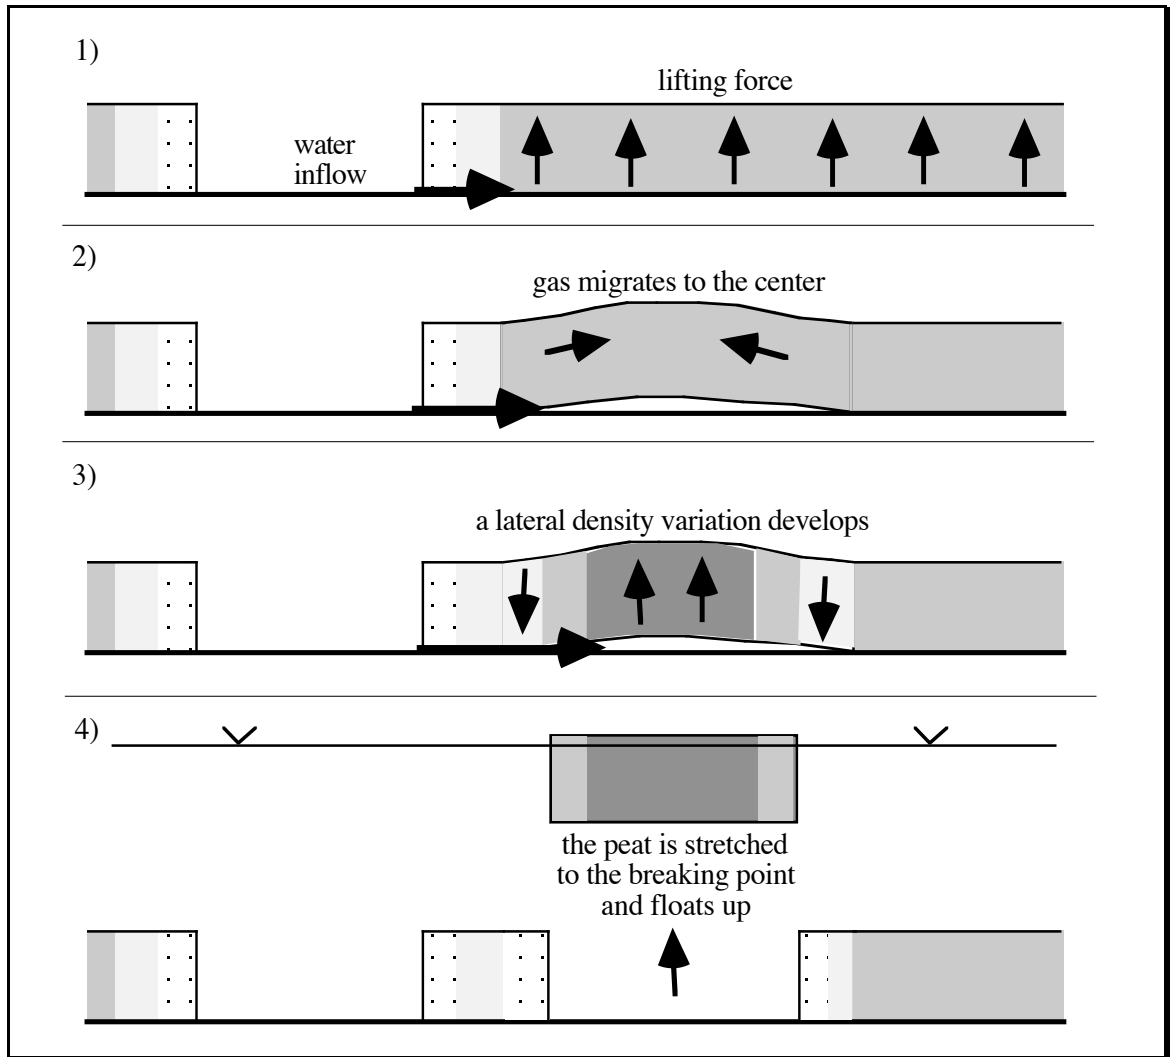 1)
lifting force
water
inflow
2)
gas migrates to the center
3)
a lateral density variation develops
4)
the peat is stretched
to the breaking point
and floats up